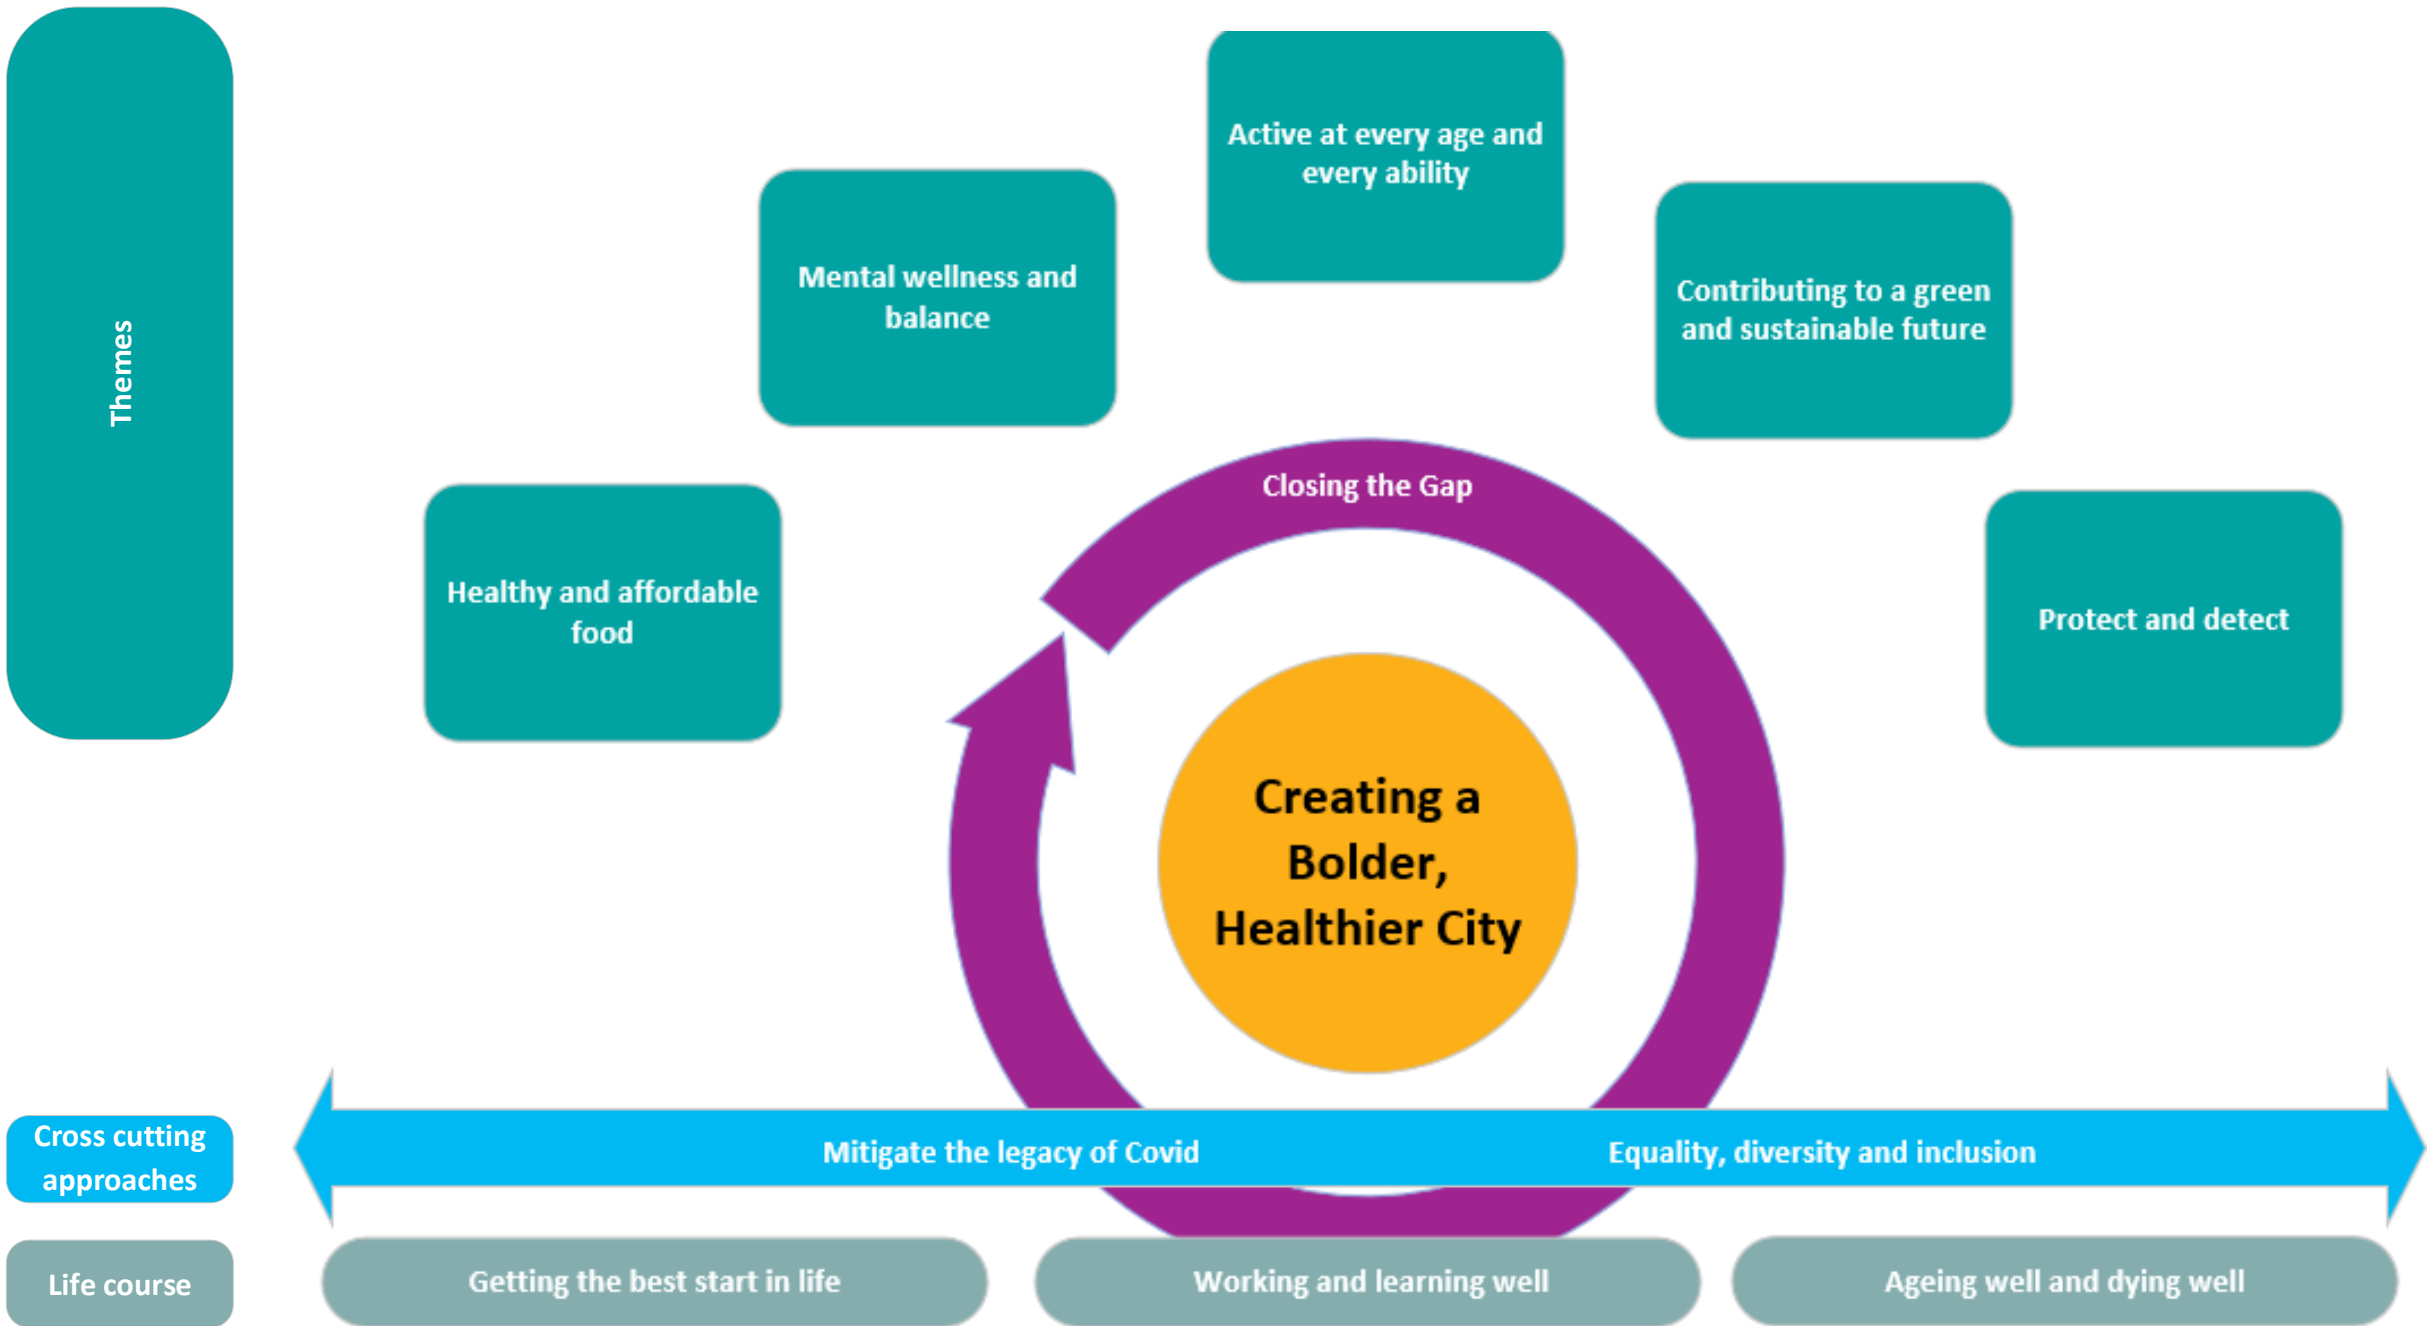 Themes
Active at every age and
every ability
Mental wellness and
balance
Contributing to a green
and sustainable future
Healthy and affordable
food
Protect and detect
Closing the Gap
Creating a
Bolder,
Healthier City
Cross cutting
approaches
Mitigate the legacy of Covid
Equality, diversity and inclusion
Life course
Getting the best start in life
Working and learning well
Ageing well and dying well